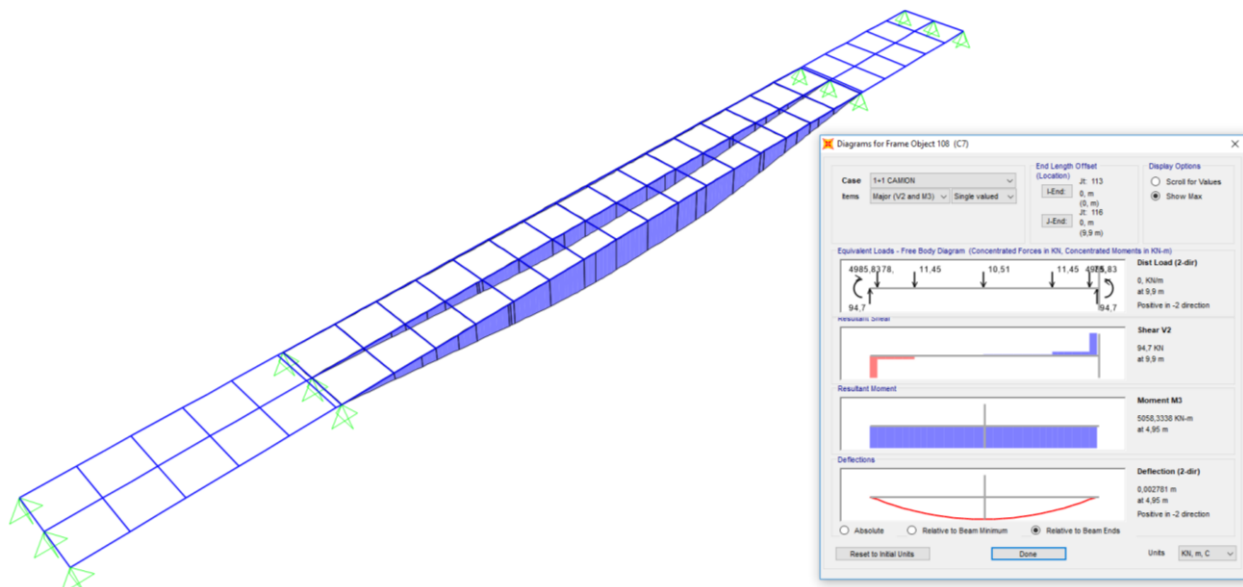 Diagrams for Frame Object 108 (C7)
Case
1+1 CAMION
Items
Major (V2 and M3)
Single valued
End Length Offset
(Location)
I-End:
Jt: 113
0, m
(0, m)
J-End:
Jt: 116
0, m
(9,9 m)
Display Options
Scroll for Values
Show Max
Equivalent Loads - Free Body Diagram (Concentrated Forces in KN, Concentrated Moments in KN-m)
11,45
10,51
11,45
94,7
94,7
Dist Load (2-dir)
0, KN/m
at 9,9 m
Positive in -2 direction
Resultant Shear
Shear V2
94,7 KN
at 9,9 m
Resultant Moment
Moment M3
5058,3338 KN-m
at 4,95 m
Deflections
Deflection (2-dir)
0,002781 m
at 4,95 m
Positive in -2 direction
Absolute
Relative to Beam Minimum
Relative to Beam Ends
Reset to Initial Units
Done
Units
KN, m, C